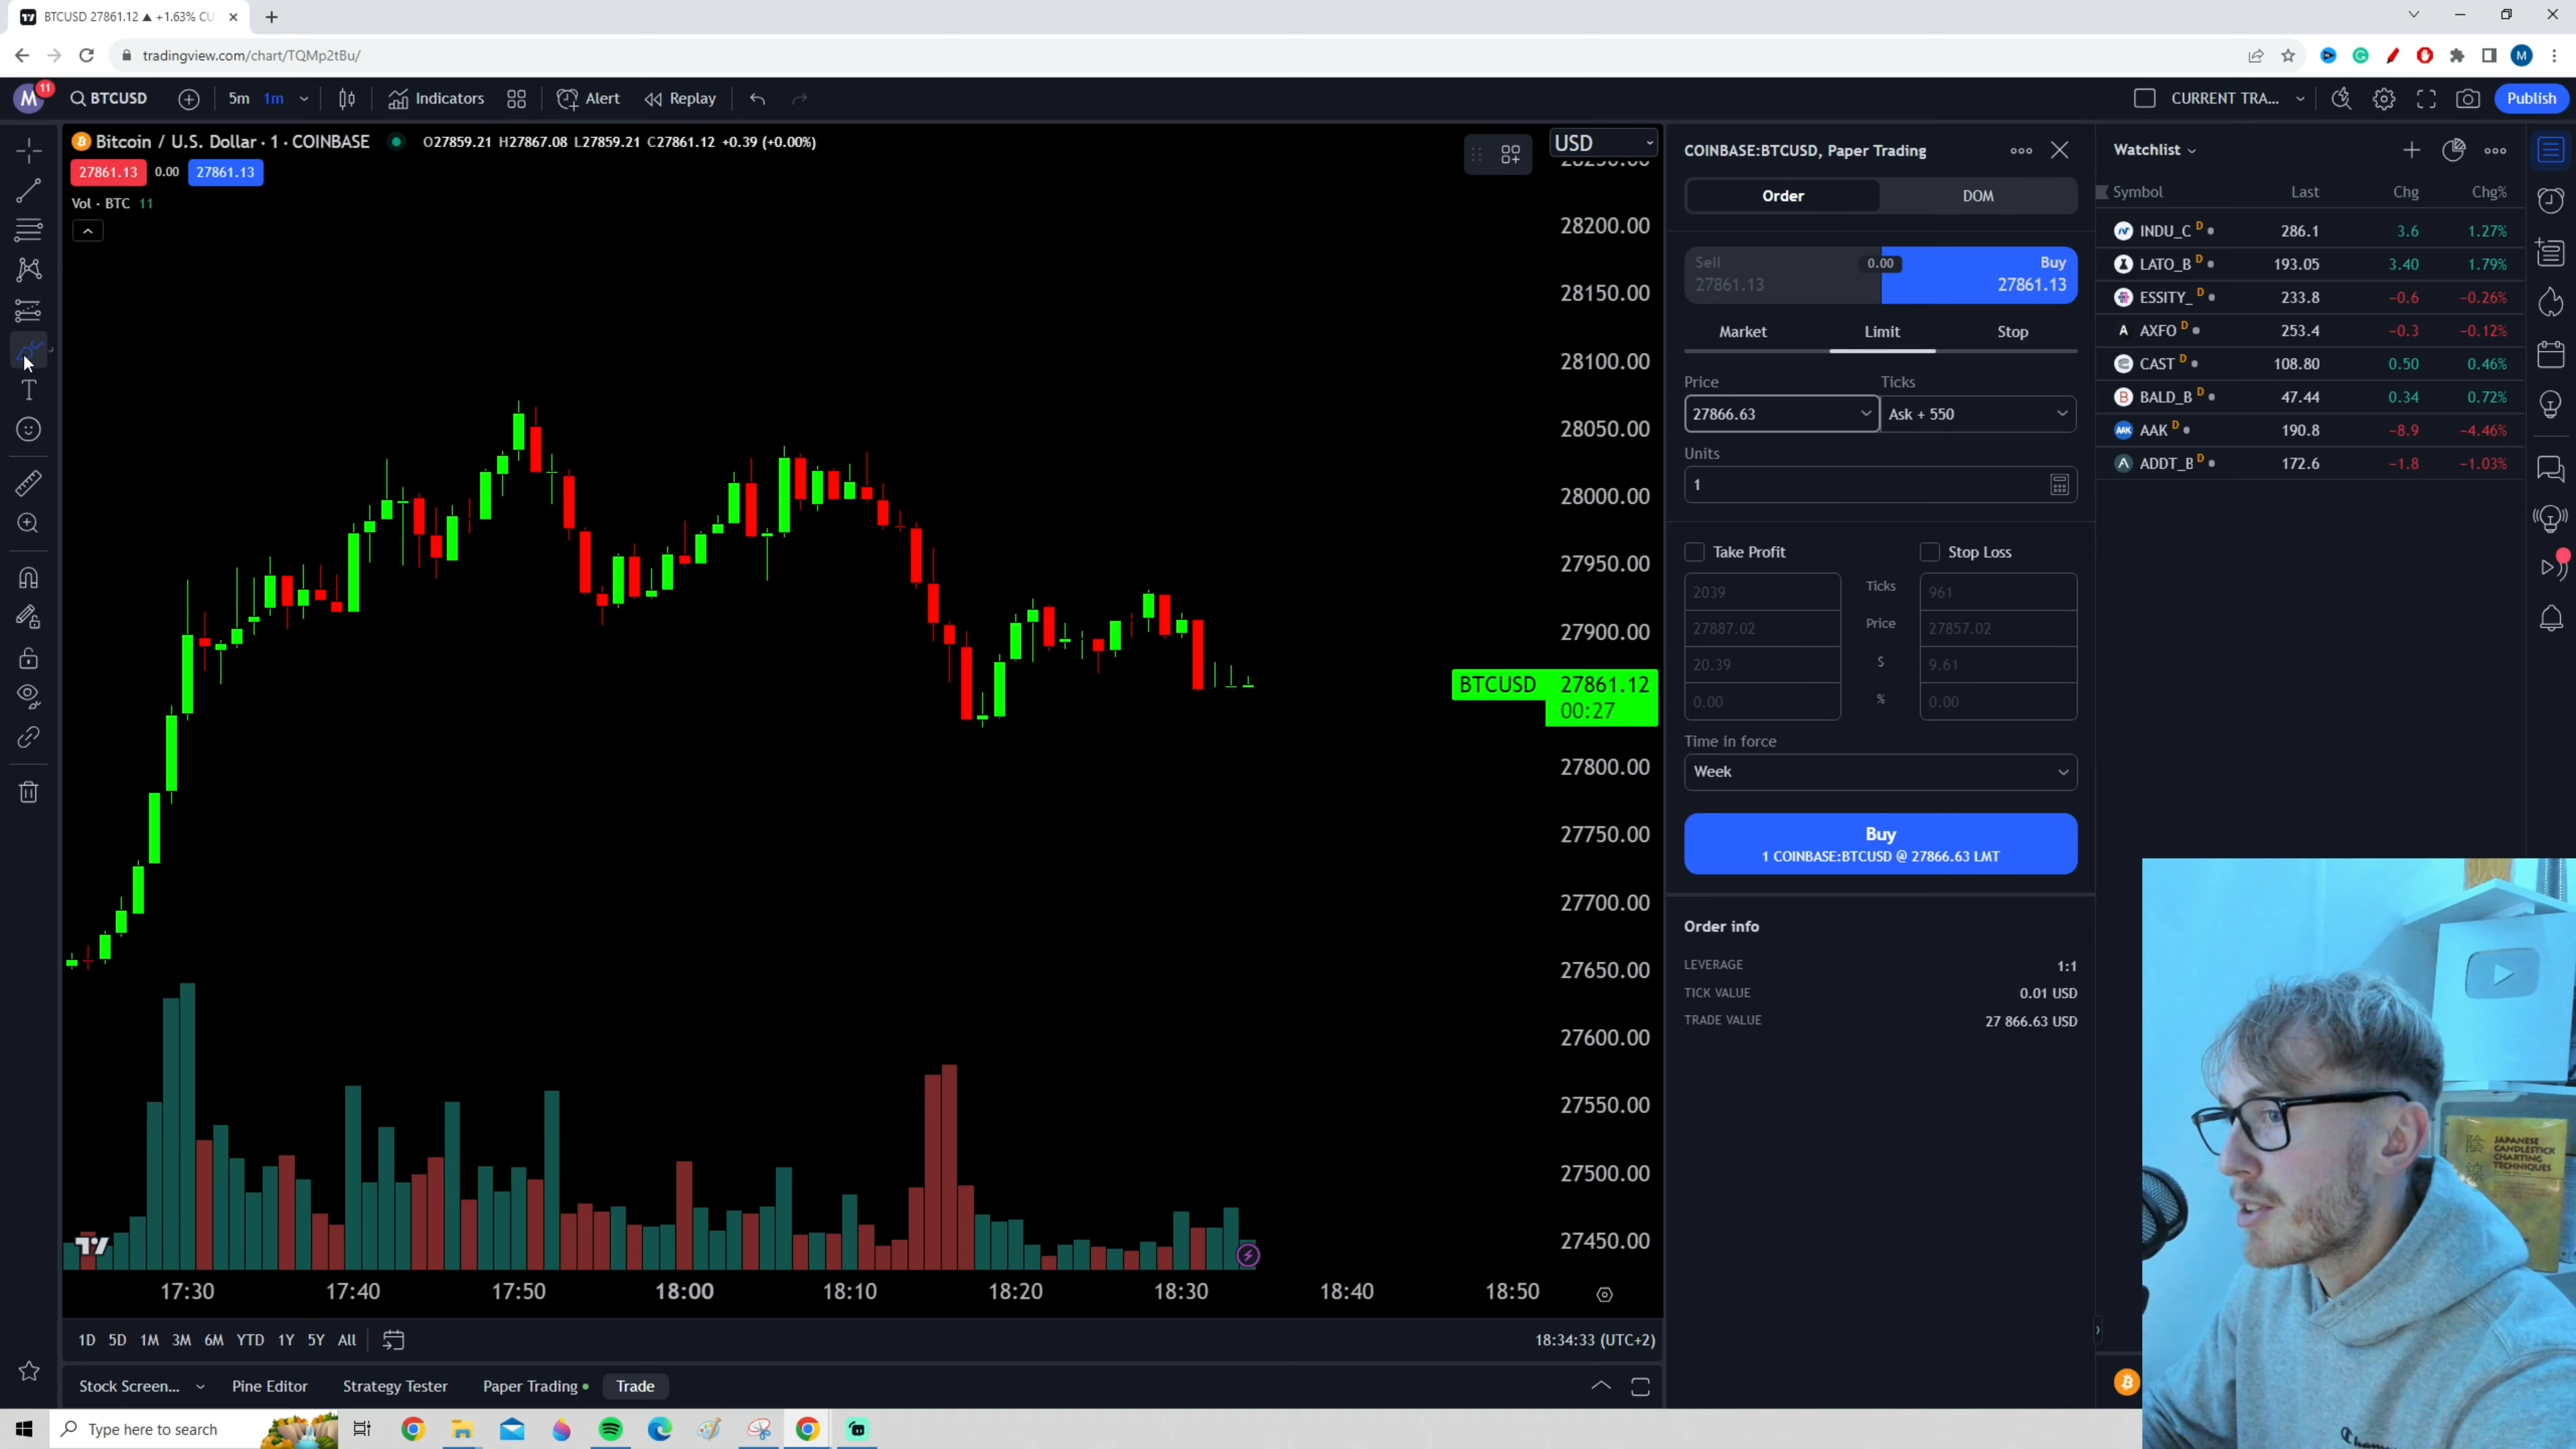 BTCUSD 27861.12 ▲ +1.63% CU
tradingview.com/chart/TQMp2tBu/
M
M 11 BTCUSD 5m 1m Indicators Alert Replay CURRENT TRA... Publish
Bitcoin / U.S. Dollar · 1 · COINBASE O27859.21 H27867.08 L27859.21 C27861.12 +0.39 (+0.00%)
27861.13 0.00 27861.13
Vol · BTC 11
USD
28200.00
28150.00
28100.00
28050.00
28000.00
27950.00
27900.00
BTCUSD 27861.12
00:27
27800.00
27750.00
27700.00
27650.00
27600.00
27550.00
27500.00
27450.00
17:30 17:40 17:50 18:00 18:10 18:20 18:30 18:40 18:50
1D 5D 1M 3M 6M YTD 1Y 5Y All
18:34:33 (UTC+2)
Stock Screen... Pine Editor Strategy Tester Paper Trading Trade
COINBASE:BTCUSD, Paper Trading
Order DOM
Sell 0.00 Buy
27861.13 27861.13
Market Limit Stop
Price Ticks
27866.63 Ask + 550
Units
1
Take Profit Stop Loss
2039 Ticks 961
27887.02 Price 27857.02
20.39 $ 9.61
0.00 % 0.00
Time in force
Week
Buy
1 COINBASE:BTCUSD @ 27866.63 LMT
Order info
LEVERAGE 1:1
TICK VALUE 0.01 USD
TRADE VALUE 27 866.63 USD
Watchlist
Symbol Last Chg Chg%
INDU_C D 286.1 3.6 1.27%
LATO_B D 193.05 3.40 1.79%
ESSITY_ D 233.8 −0.6 −0.26%
A AXFO D 253.4 −0.3 −0.12%
CAST D 108.80 0.50 0.46%
B BALD_B D 47.44 0.34 0.72%
AAK AAK D 190.8 −8.9 −4.46%
ADDT_B D 172.6 −1.8 −1.03%
JAPANESE
CANDLESTICK
CHARTING
TECHNIQUES
Type here to search